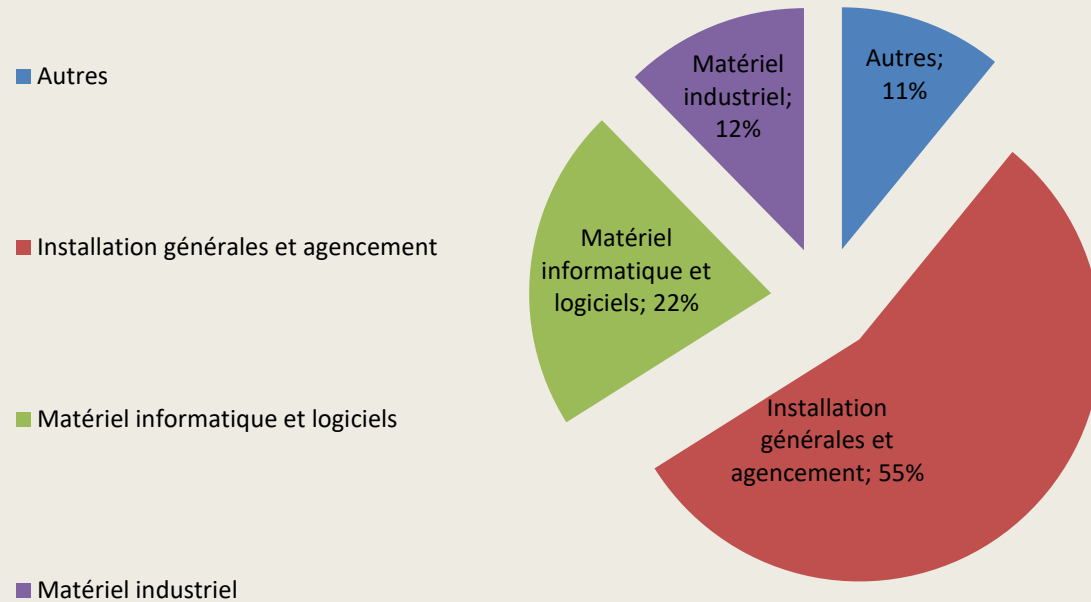 Autres
Installation générales et agencement
Matériel informatique et logiciels
Matériel industriel
Matériel
industriel;
12%
Autres;
11%
Matériel
informatique et
logiciels; 22%
Installation
générales et
agencement; 55%